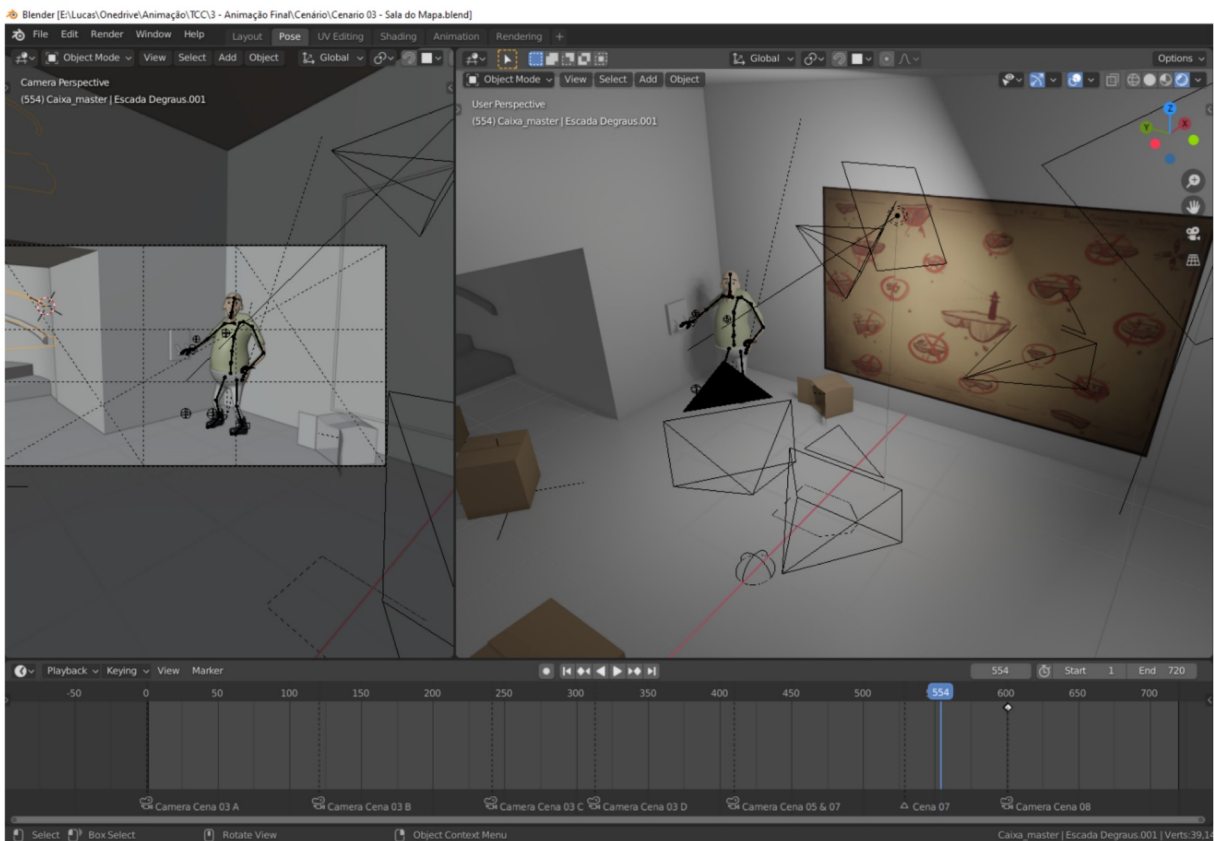 Blender [E:\Lucas\Onedrive\Animação\TCC\3 - Animação Final\Cenário\Cenario 03 - Sala do Mapa.blend]
File Edit Render Window Help Layout Pose UV Editing Shading Animation Rendering +
Object Mode View Select Add Object Global
Global Options
Object Mode View Select Add Object
Camera Perspective
(554) Caixa_master | Escada Degraus.001
User Perspective
(554) Caixa_master | Escada Degraus.001
Z
Y X
Playback Keying View Marker 554 Start 1 End 720
-50 0 50 100 150 200 250 300 350 400 450 500 554 600 650 700
Camera Cena 03 A Camera Cena 03 B Camera Cena 03 C Camera Cena 03 D Camera Cena 05 & 07 Cena 07 Camera Cena 08
Select Box Select Rotate View Object Context Menu Caixa_master | Escada Degraus.001 | Verts:39,14